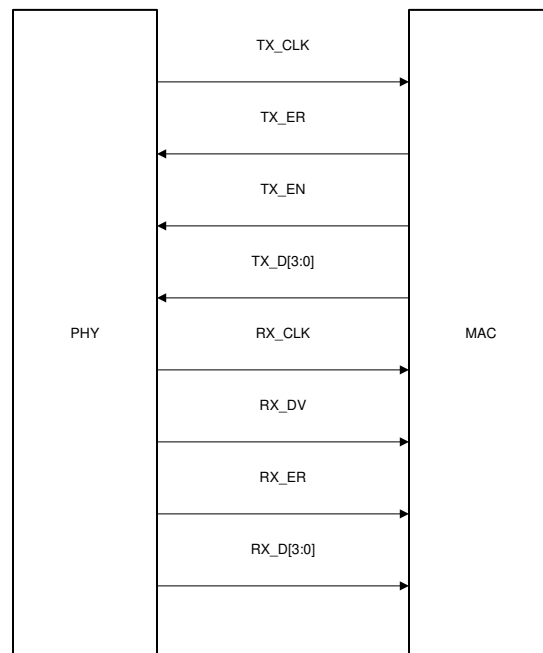 TX_CLK
TX_ER
TX_EN
TX_D[3:0]
PHY
RX_CLK
MAC
RX_DV
RX_ER
RX_D[3:0]